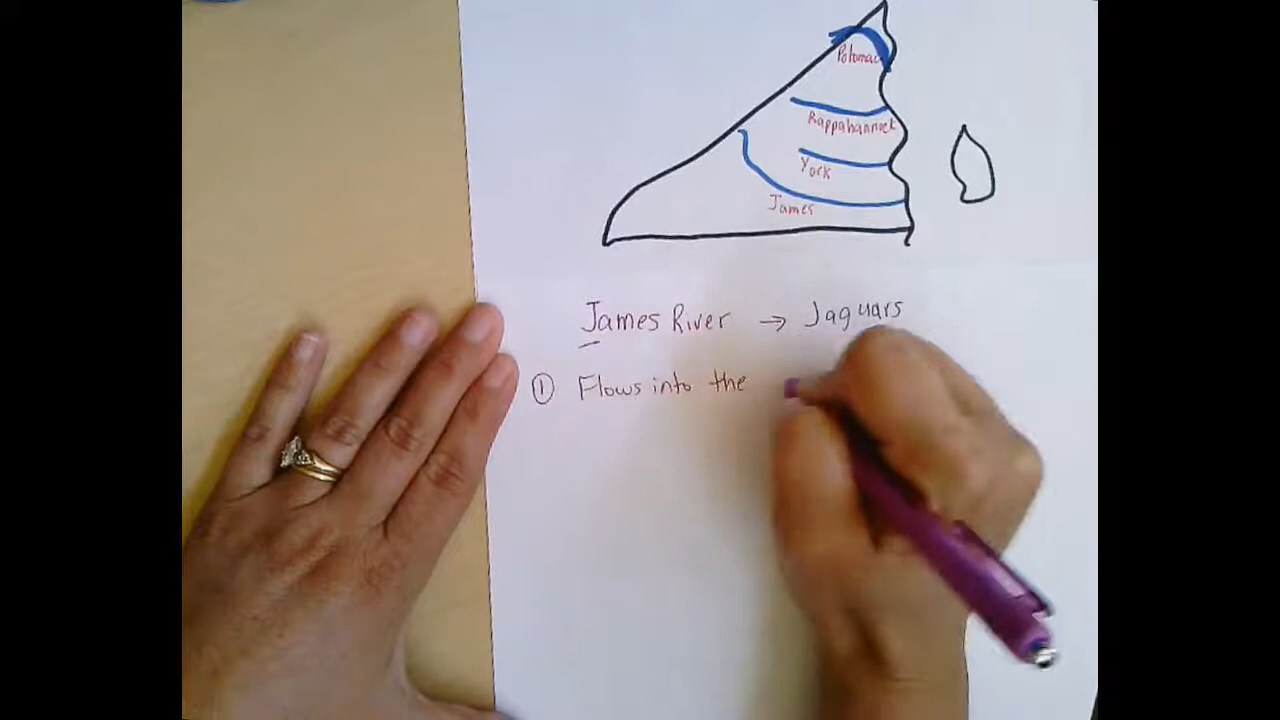 Potomac
Rappahannock
York
James
James River → Jaguars
① Flows into the